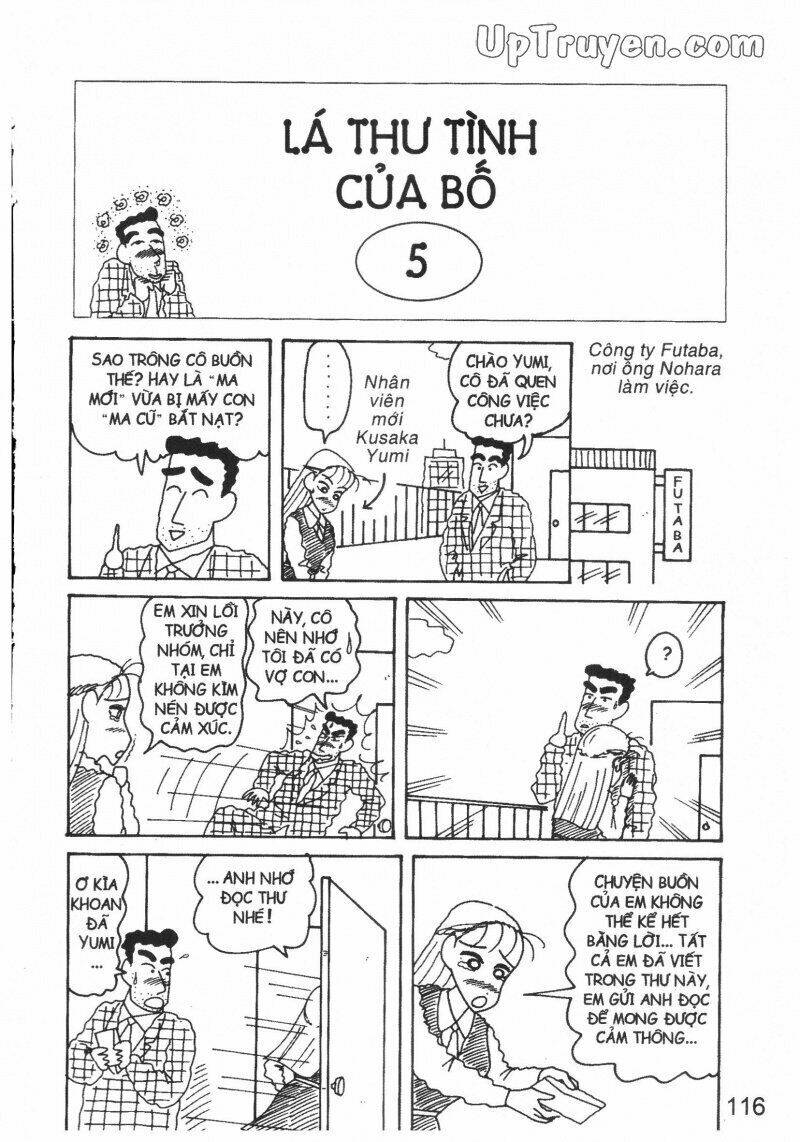 UpTruyen.com
LÁ THƯ TÌNH
CỦA BỐ
5
Công ty Futaba,
nơi ông Nohara
làm việc.
FUTABA
CHÀO YUMI,
CÔ ĐÃ QUEN
CÔNG VIỆC
CHƯA?
Nhân
viên
mới
Kusaka
Yumi
......
SAO TRÔNG CÔ BUỒN
THẾ? HAY LÀ "MA
MỚI" VỪA BỊ MẤY CON
"MA CŨ" BẮT NẠT?
?
NÀY, CÔ
NÊN NHỚ
TÔI ĐÃ CÓ
VỢ CON...
EM XIN LỖI
TRƯỞNG
NHÓM, CHỈ
TẠI EM
KHÔNG KÌM
NÉN ĐƯỢC
CẢM XÚC.
CHUYỆN BUỒN
CỦA EM KHÔNG
THỂ KỂ HẾT
BẰNG LỜI... TẤT
CẢ EM ĐÃ VIẾT
TRONG THƯ NÀY,
EM GỬI ANH ĐỌC
ĐỂ MONG ĐƯỢC
CẢM THÔNG...
... ANH NHỚ
ĐỌC THƯ
NHÉ!
Ơ KÌA
KHOAN
ĐÃ
YUMI
...
116